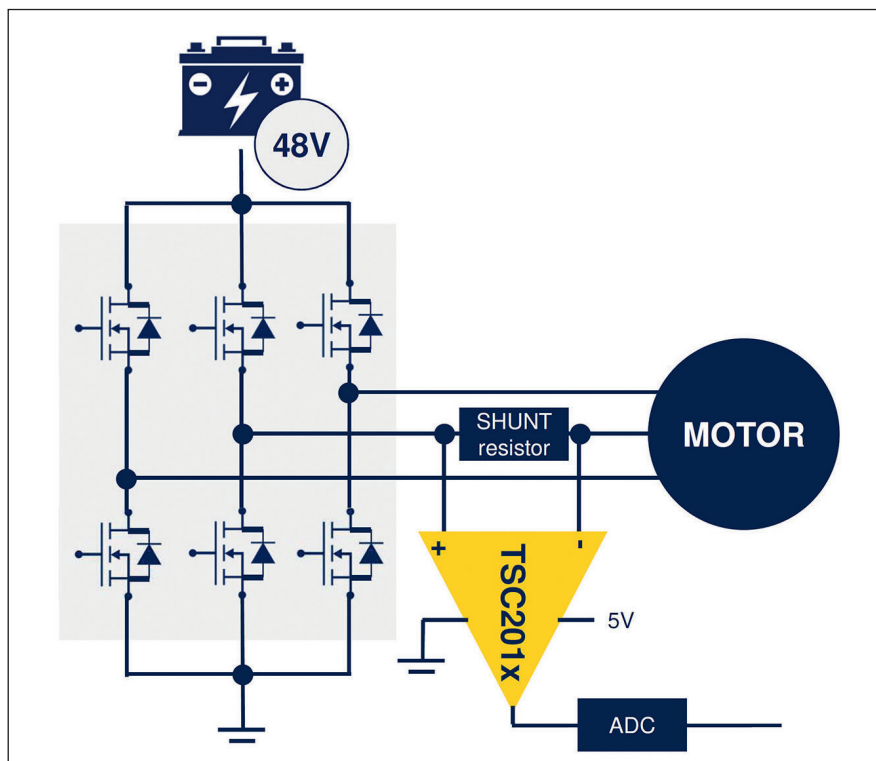 48V
SHUNT
resistor
MOTOR
+
-
TSC201x
5V
ADC